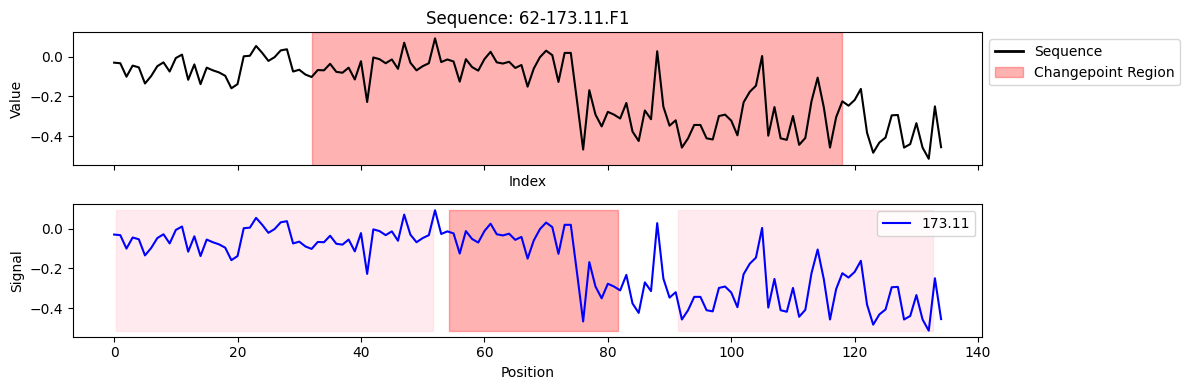 Sequence: 62-173.11.F1
Value
0.0
−0.2
−0.4
Index
Sequence
Changepoint Region
Signal
0.0
−0.2
−0.4
173.11
0 20 40 60 80 100 120 140
Position